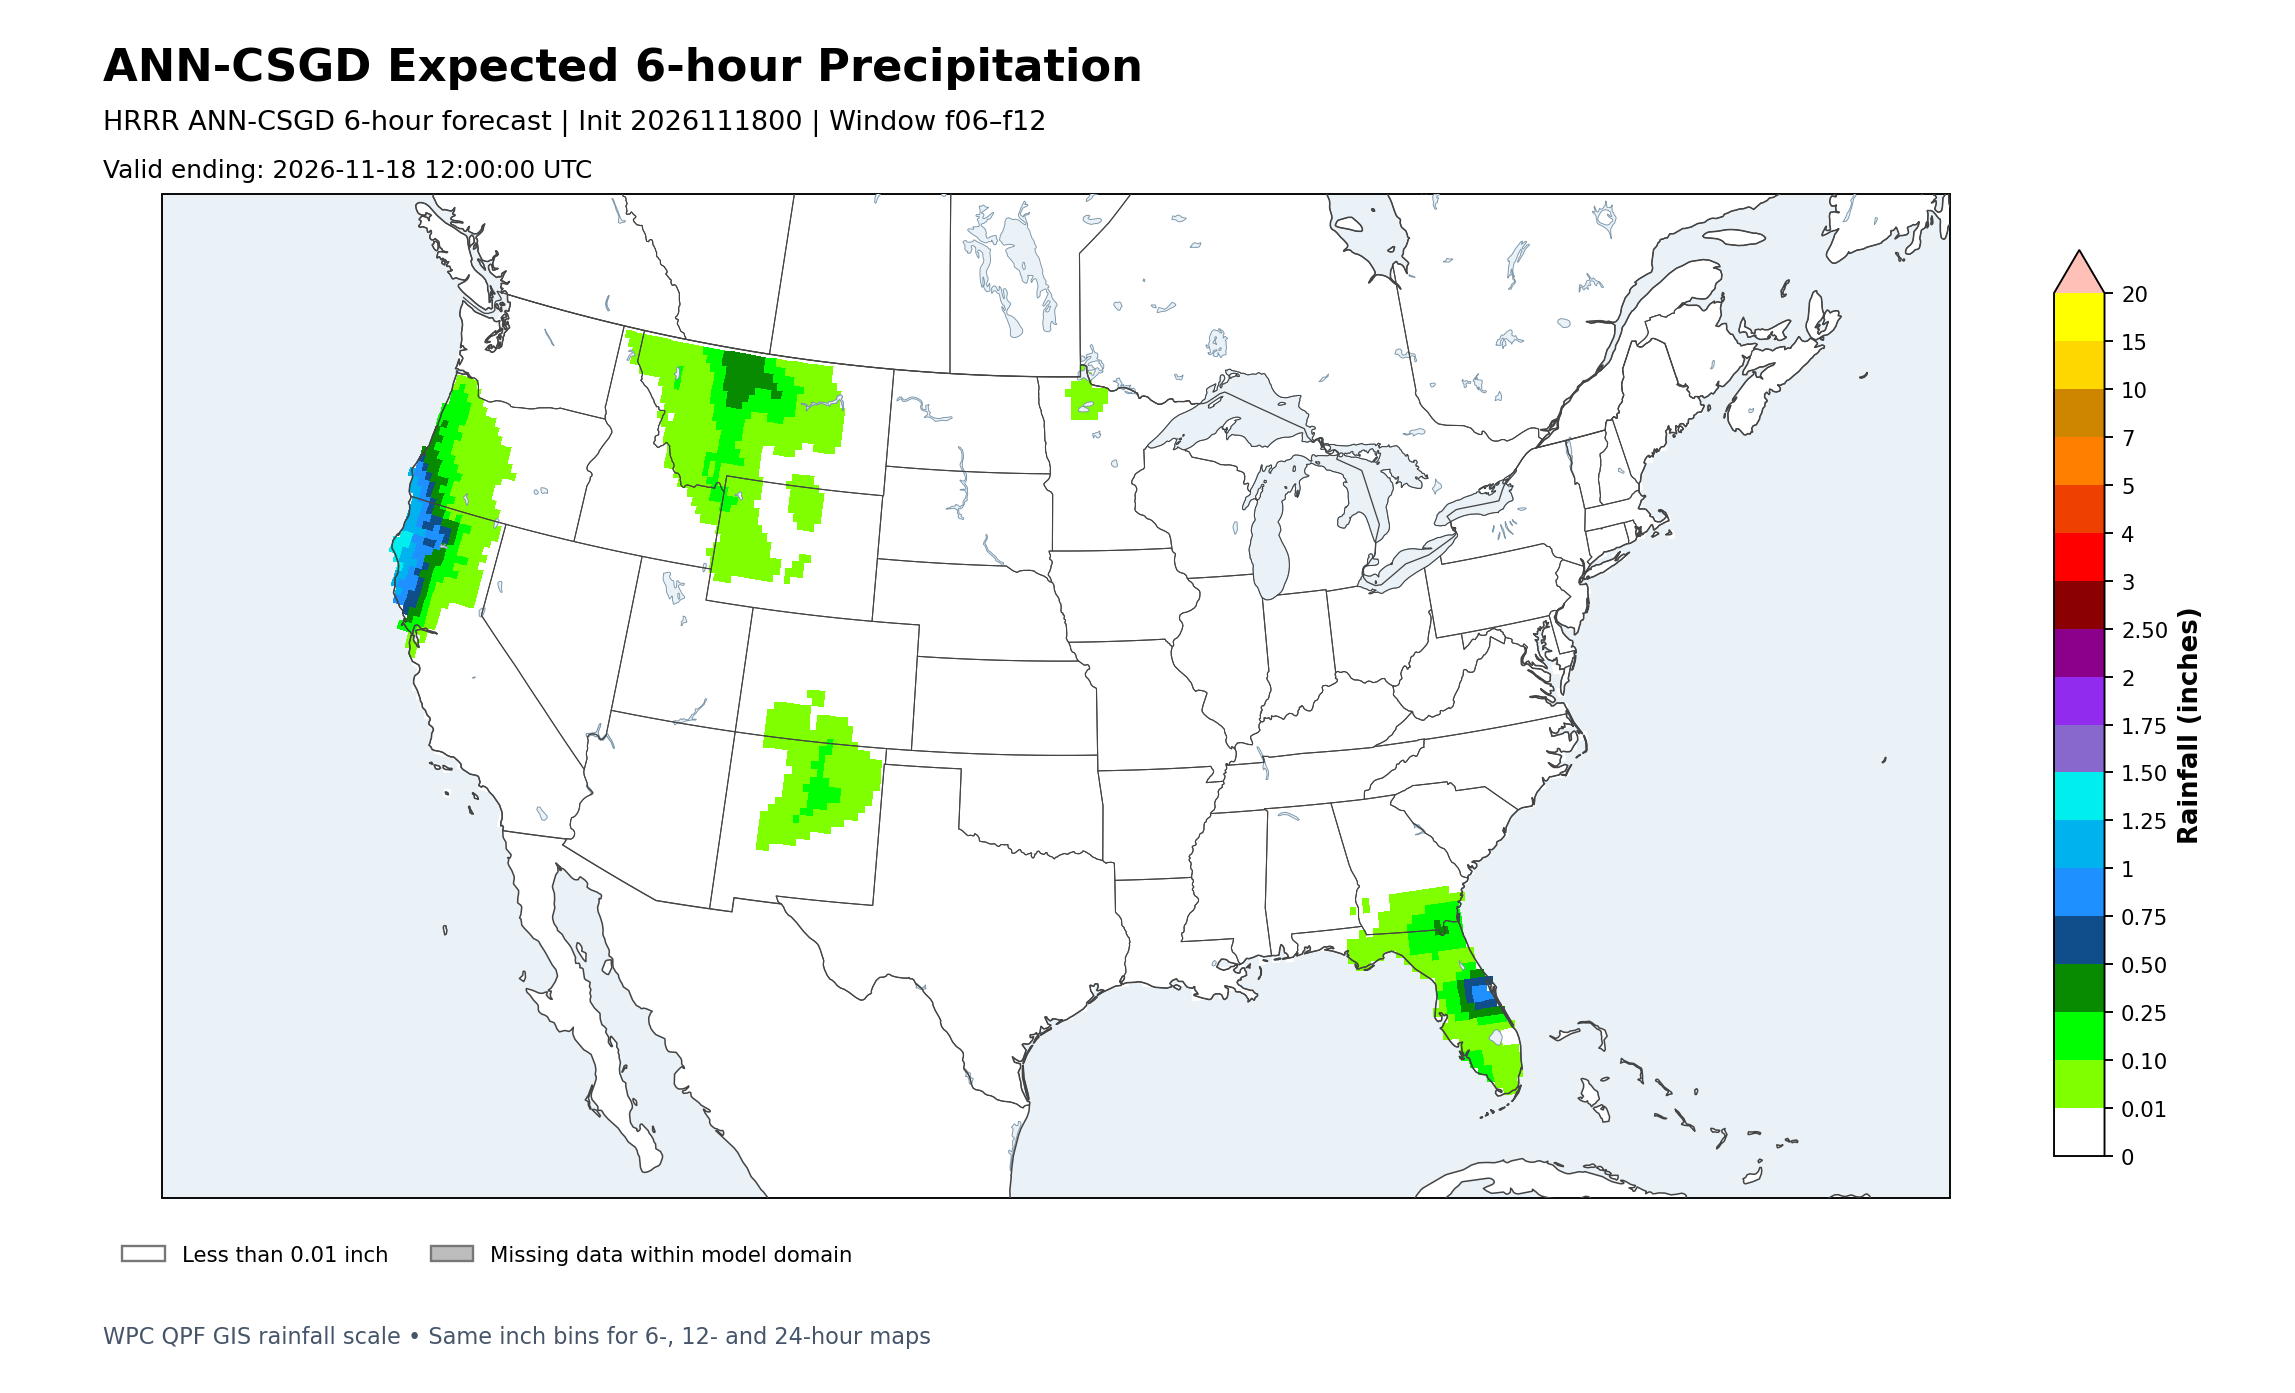 ANN-CSGD Expected 6-hour Precipitation
HRRR ANN-CSGD 6-hour forecast | Init 2026111800 | Window f06–f12
Valid ending: 2026-11-18 12:00:00 UTC
20
15
10
7
5
4
3
2.50
2
1.75
1.50
1.25
1
0.75
0.50
0.25
0.10
0.01
0
Rainfall (inches)
Less than 0.01 inch
Missing data within model domain
WPC QPF GIS rainfall scale • Same inch bins for 6-, 12- and 24-hour maps